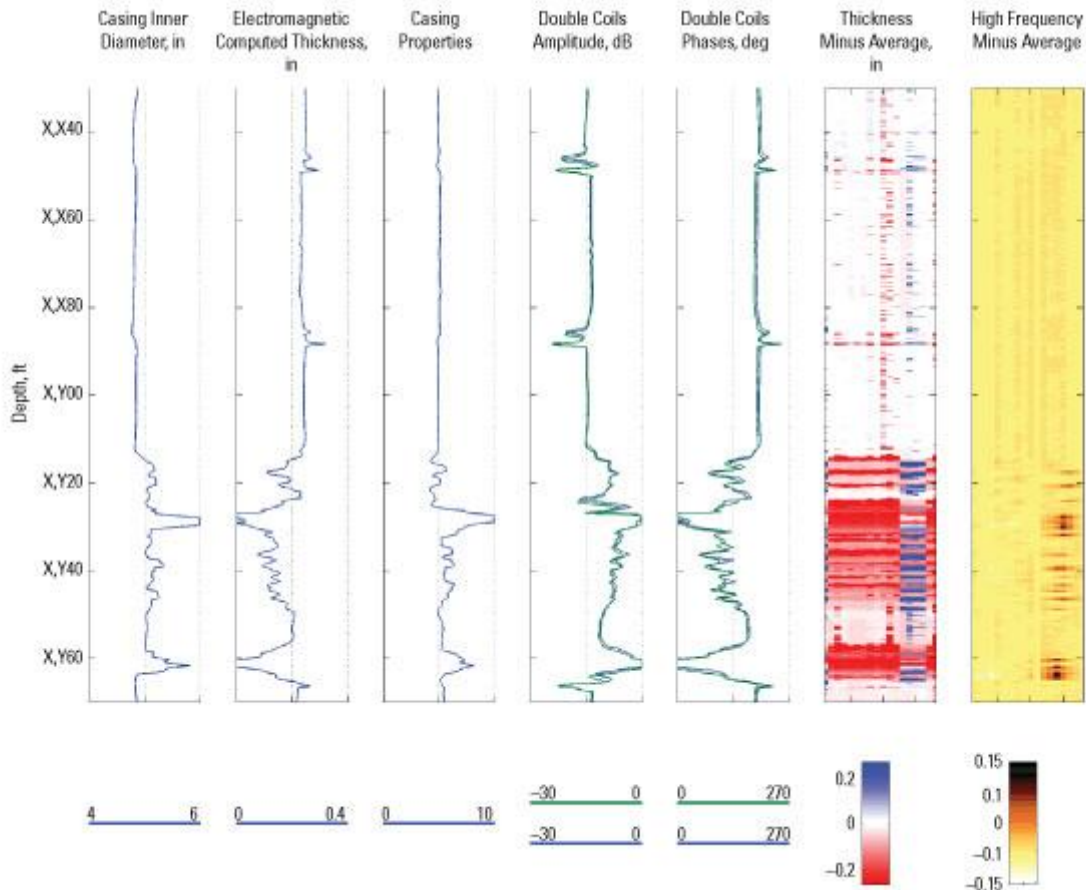 Casing Inner
Diameter, in
Electromagnetic
Computed Thickness,
in
Casing
Properties
Double Coils
Amplitude, dB
Double Coils
Phases, deg
Thickness
Minus Average,
in
High Frequency
Minus Average
Depth, ft
X,X40
X,X60
X,X80
X,Y00
X,Y20
X,Y40
X,Y60
4 6
0 0.4
0 10
–30 0
–30 0
0 270
0 270
0.2
0
–0.2
0.15
0.1
0
–0.1
–0.15